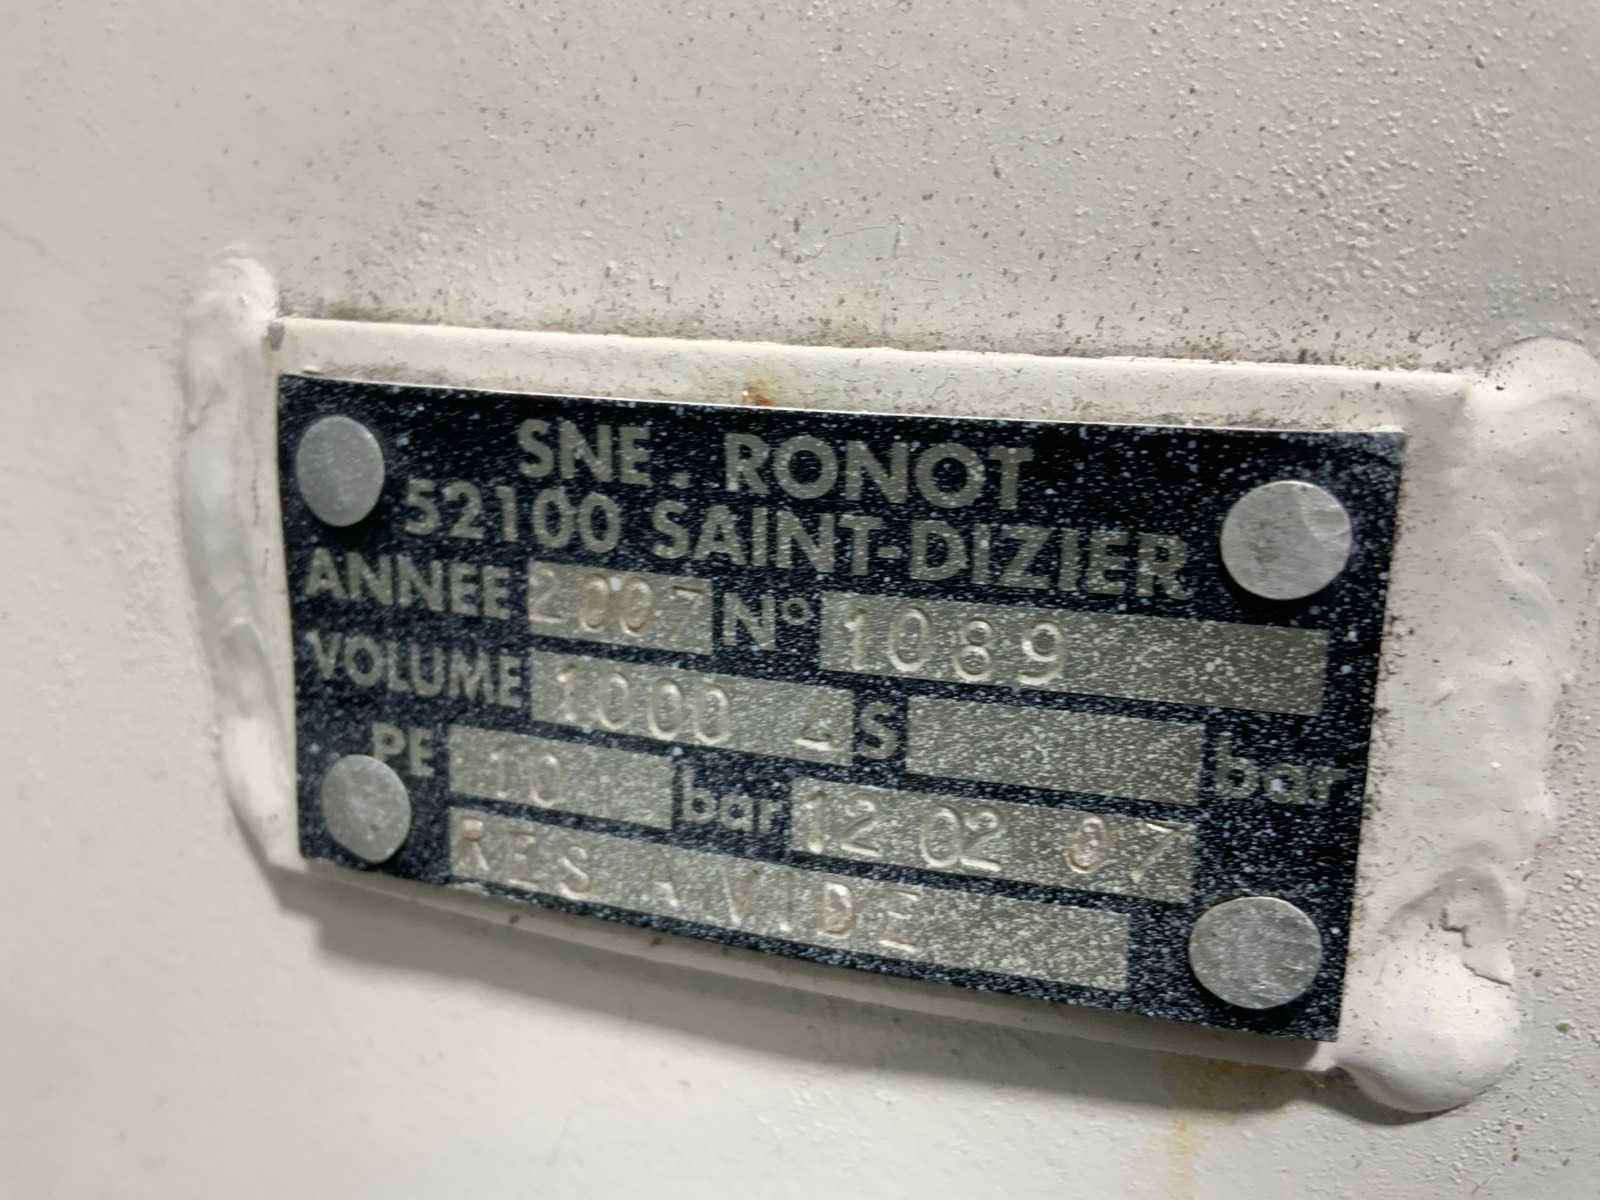 SNE. RONOT
52100 SAINT-DIZIER
ANNEE 2007 N° 1089
VOLUME 1000 L S bar
PE 10 bar 12 02 07
RES A VIDE